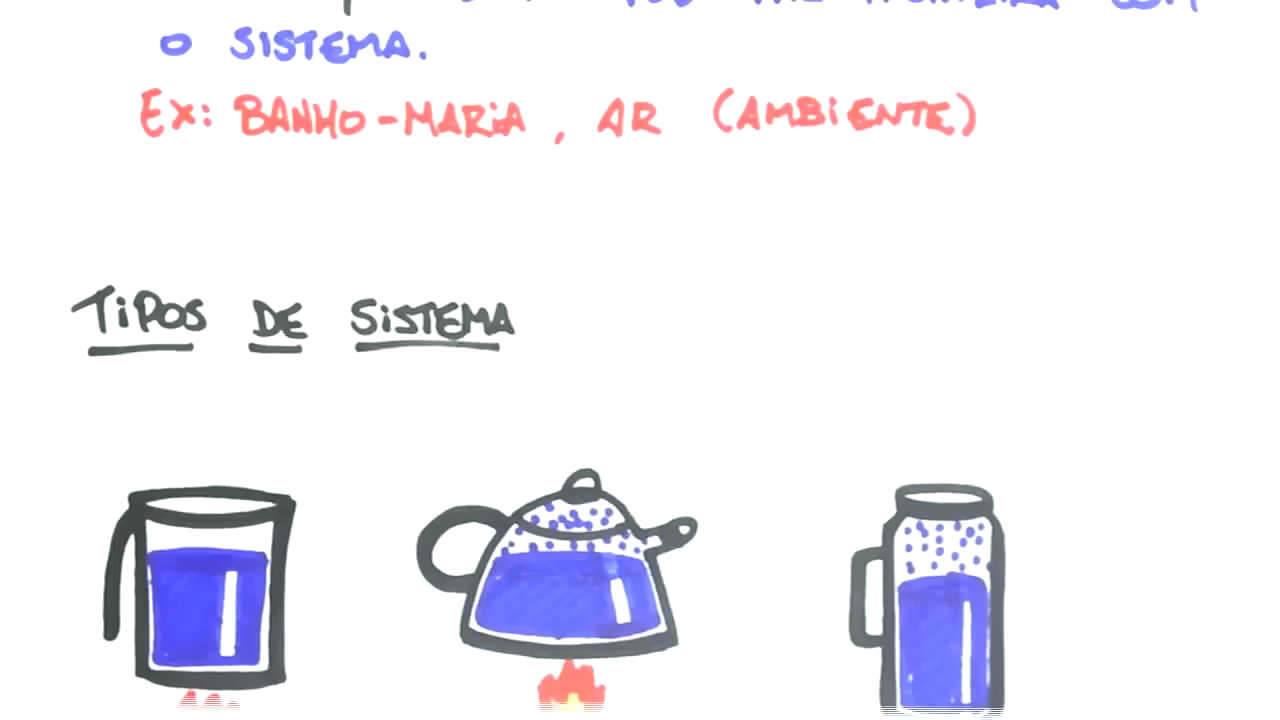 O SISTEMA.
Ex: BANHO-MARIA, AR (AMBIENTE)
TIPOS DE SISTEMA